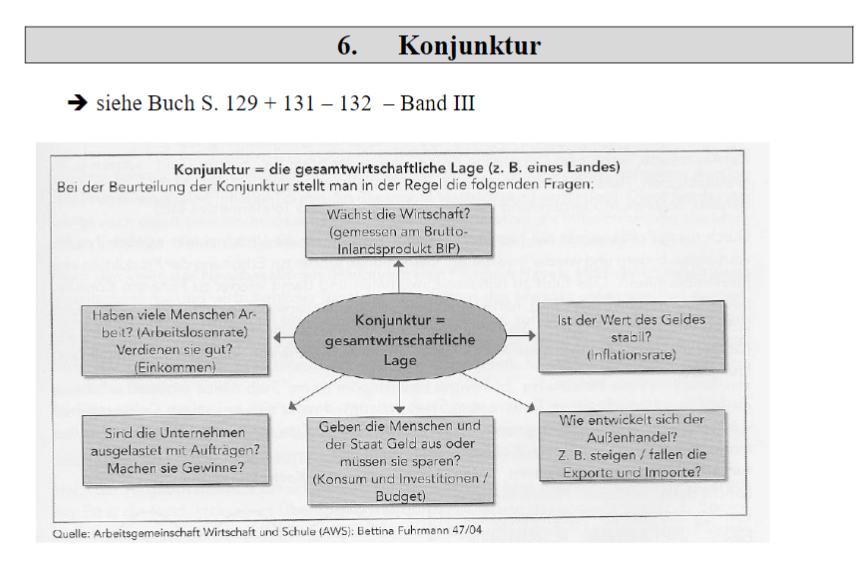 6. Konjunktur
➔ siehe Buch S. 129 + 131 – 132 – Band III
Konjunktur = die gesamtwirtschaftliche Lage (z. B. eines Landes)
Bei der Beurteilung der Konjunktur stellt man in der Regel die folgenden Fragen:
Wächst die Wirtschaft?
(gemessen am Brutto-
Inlandsprodukt BIP)
Haben viele Menschen Ar-
beit? (Arbeitslosenrate)
Verdienen sie gut?
(Einkommen)
Konjunktur =
gesamtwirtschaftliche
Lage
Ist der Wert des Geldes
stabil?
(Inflationsrate)
Sind die Unternehmen
ausgelastet mit Aufträgen?
Machen sie Gewinne?
Geben die Menschen und
der Staat Geld aus oder
müssen sie sparen?
(Konsum und Investitionen /
Budget)
Wie entwickelt sich der
Außenhandel?
Z. B. steigen / fallen die
Exporte und Importe?
Quelle: Arbeitsgemeinschaft Wirtschaft und Schule (AWS): Bettina Fuhrmann 47/04